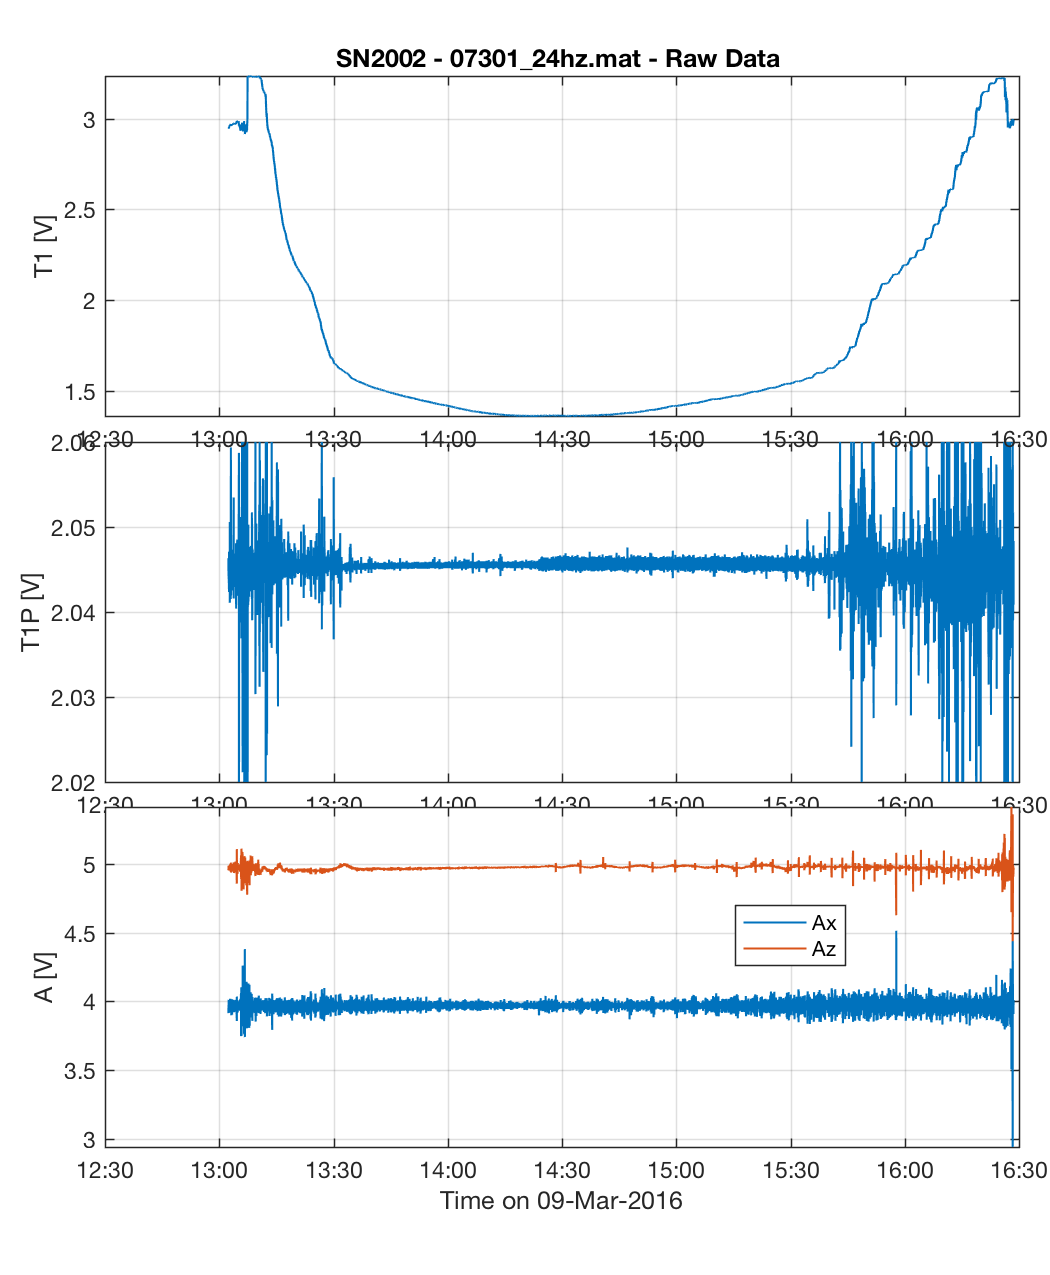 SN2002 - 07301_24hz.mat - Raw Data
T1 [V]
3
2.5
2
1.5
12:30 13:00 13:30 14:00 14:30 15:00 15:30 16:00 16:30
T1P [V]
2.06
2.05
2.04
2.03
2.02
12:30 13:00 13:30 14:00 14:30 15:00 15:30 16:00 16:30
A [V]
5
4.5
4
3.5
3
Ax
Az
12:30 13:00 13:30 14:00 14:30 15:00 15:30 16:00 16:30
Time on 09-Mar-2016